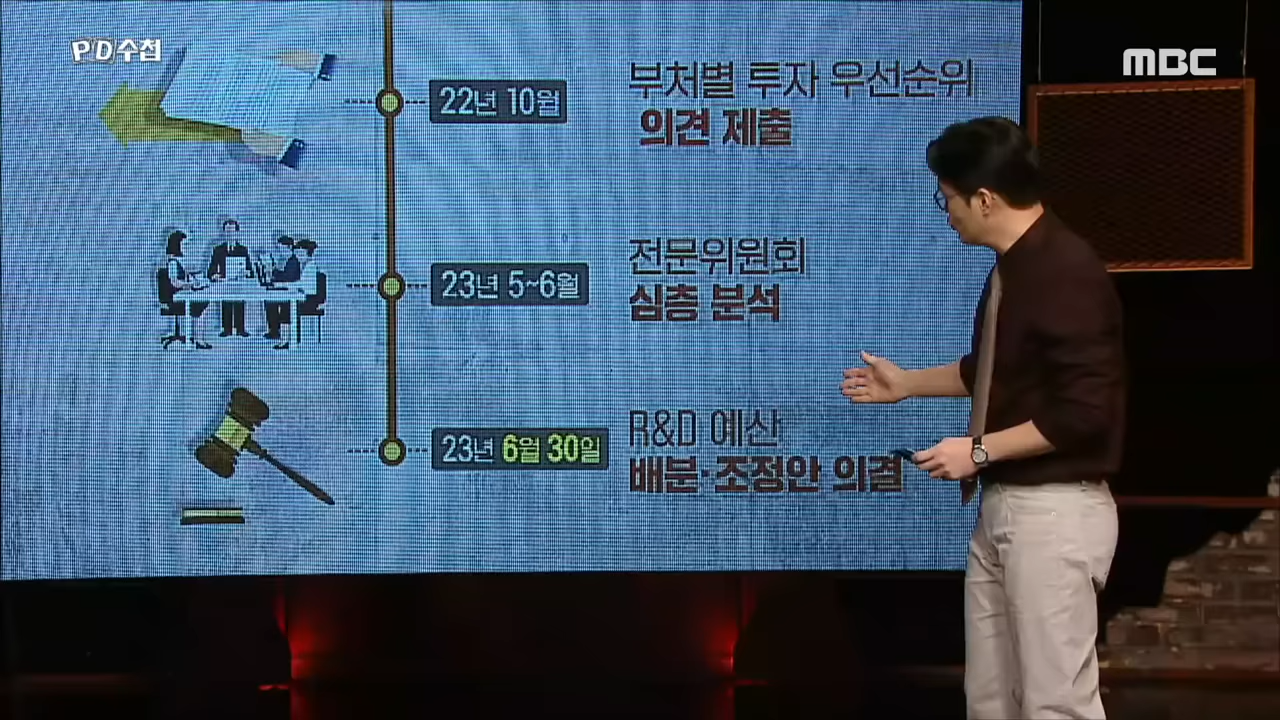 PD수첩
MBC
22년 10월
부처별 투자 우선순위
의견 제출
23년 5~6월
전문위원회
심층 분석
23년 6월 30일
R&D 예산
배분·조정안 의결